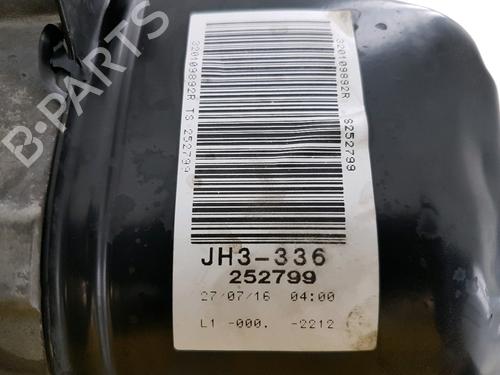 320109892R TS 252799
320109892R S252799
JH3-336
252799
27/07/16 04:00
L1 -000. -2212
B-PARTS